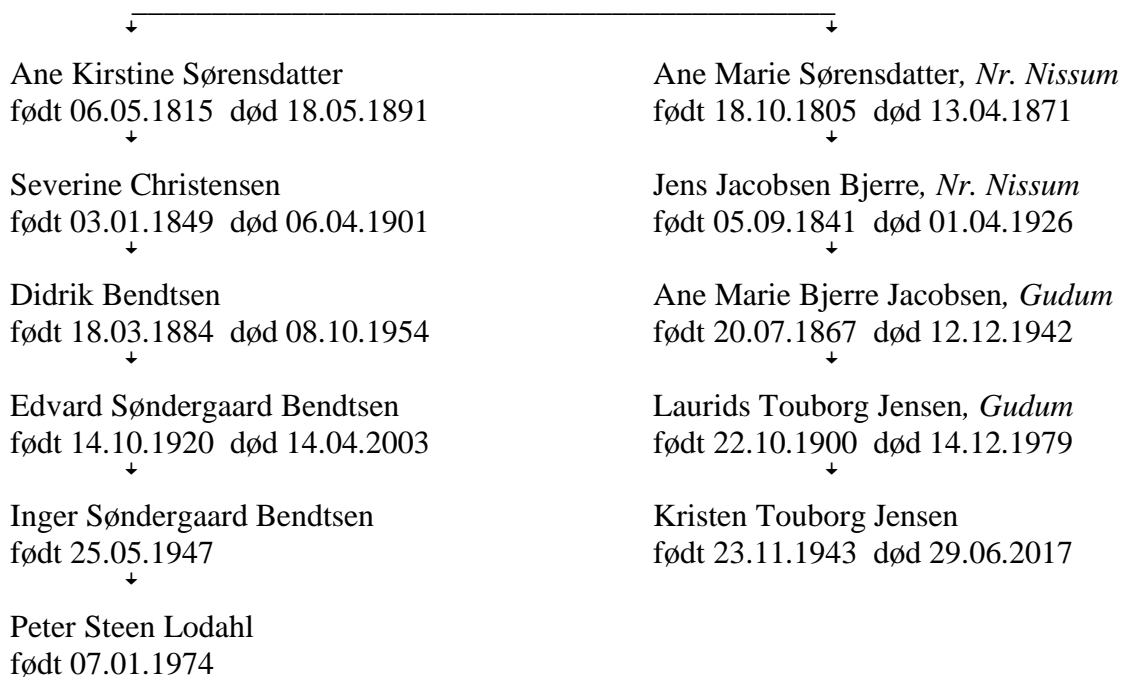 Ane Kirstine Sørensdatter
født 06.05.1815 død 18.05.1891
Severine Christensen
født 03.01.1849 død 06.04.1901
Didrik Bendtsen
født 18.03.1884 død 08.10.1954
Edvard Søndergaard Bendtsen
født 14.10.1920 død 14.04.2003
Inger Søndergaard Bendtsen
født 25.05.1947
Peter Steen Lodahl
født 07.01.1974
Ane Marie Sørensdatter, Nr. Nissum
født 18.10.1805 død 13.04.1871
Jens Jacobsen Bjerre, Nr. Nissum
født 05.09.1841 død 01.04.1926
Ane Marie Bjerre Jacobsen, Gudum
født 20.07.1867 død 12.12.1942
Laurids Touborg Jensen, Gudum
født 22.10.1900 død 14.12.1979
Kristen Touborg Jensen
født 23.11.1943 død 29.06.2017